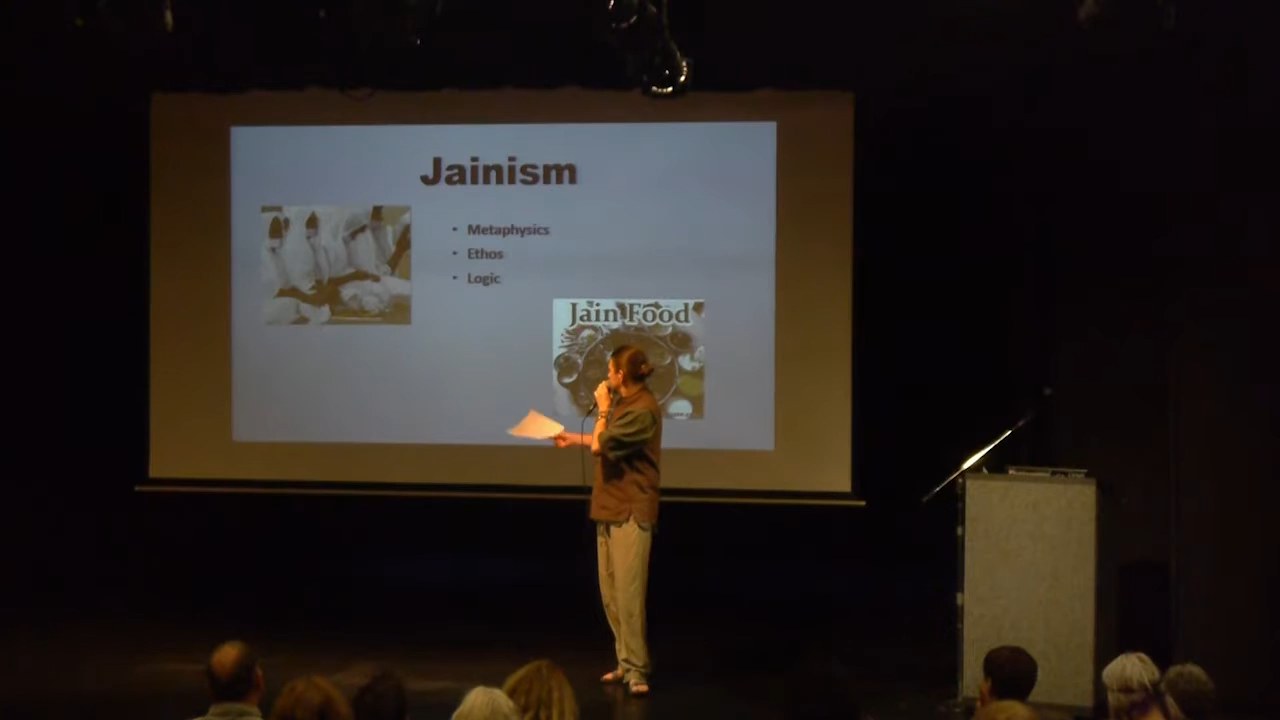 Jainism
• Metaphysics
• Ethos
• Logic
Jain Food